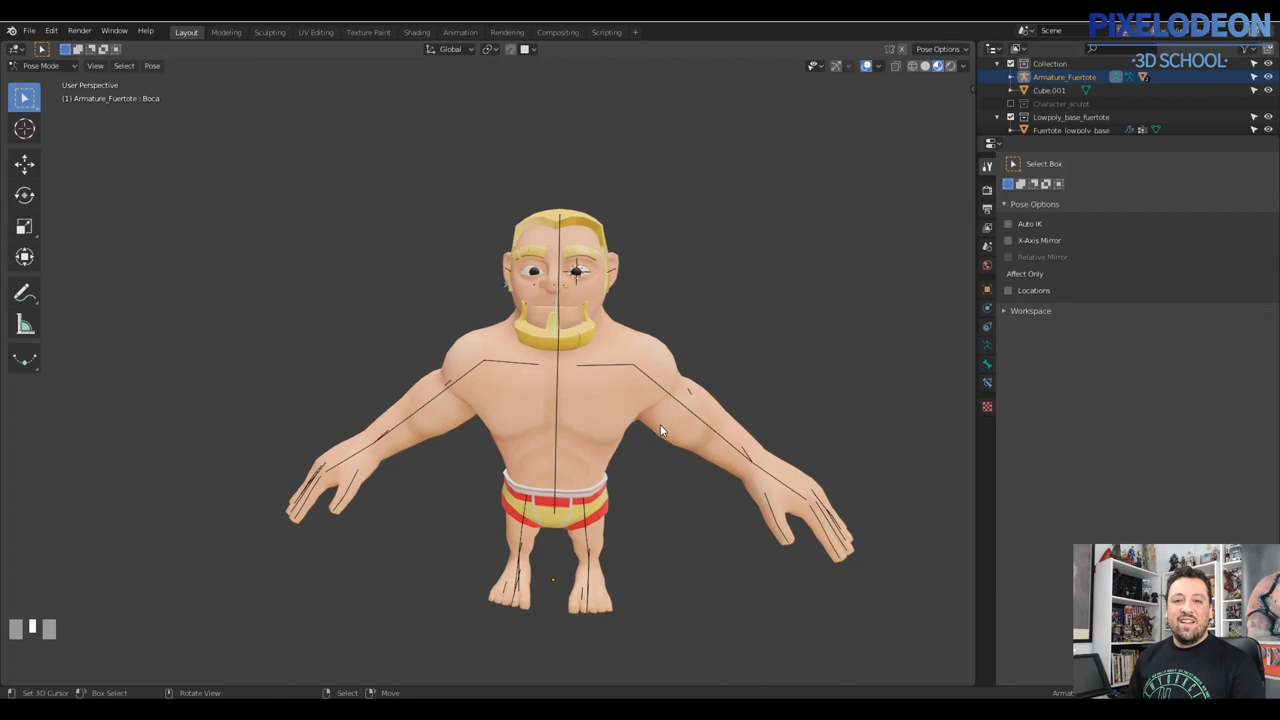 PIXELODEON
·3D SCHOOL·
File Edit Render Window Help
Layout Modeling Sculpting UV Editing Texture Paint Shading Animation Rendering Compositing Scripting +
Scene
Global
Pose Options
Pose Mode View Select Pose
User Perspective
(1) Armature_Fuertote : Boca
Collection
Armature_Fuertote
Cube.001
Character_sculpt
Lowpoly_base_fuertote
Fuertote_lowpoly_base
Select Box
Pose Options
Auto IK
X-Axis Mirror
Relative Mirror
Affect Only
Locations
Workspace
Set 3D Cursor Box Select Rotate View Select Move